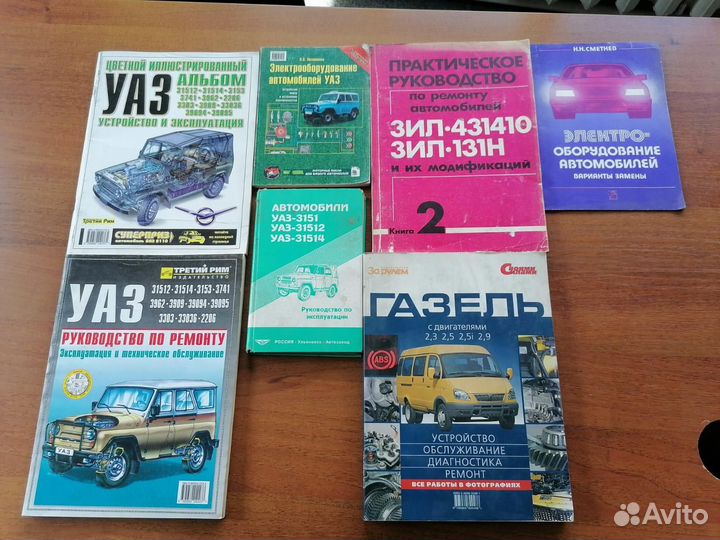 ЦВЕТНОЙ ИЛЛЮСТРИРОВАННЫЙ
АЛЬБОМ
УАЗ
31512 - 31514 - 3153
3741 - 3962 - 2206
3303 - 3909 - 33036
39094 - 39095
УСТРОЙСТВО И ЭКСПЛУАТАЦИЯ
Третий Рим
СУПЕРПРИЗ
Электрооборудование
автомобилей УАЗ
ПРАКТИЧЕСКОЕ
РУКОВОДСТВО
по ремонту
автомобилей
ЗИЛ-431410
ЗИЛ-131Н
и их модификаций
Книга 2
Н.Н.СМЕТНЕВ
ЭЛЕКТРО-
ОБОРУДОВАНИЕ
АВТОМОБИЛЕЙ
ВАРИАНТЫ ЗАМЕНЫ
АВТОМОБИЛИ
УАЗ-3151
УАЗ-31512
УАЗ-31514
Руководство по
эксплуатации
РОССИЯ - Ульяновск - Автозавод
ТРЕТИЙ РИМ
ИЗДАТЕЛЬСТВО
УАЗ
31512 - 31514 - 3153 - 3741
3962 - 3909 - 39094 - 39095
3303 - 33036 - 2206
РУКОВОДСТВО ПО РЕМОНТУ
Эксплуатация и техническое обслуживание
УАЗ
За рулем
Своими
Силами
ГАЗЕЛЬ
с двигателями
2,3 2,5 2,5i 2,9
ABS
УСТРОЙСТВО
ОБСЛУЖИВАНИЕ
ДИАГНОСТИКА
РЕМОНТ
ВСЕ РАБОТЫ В ФОТОГРАФИЯХ
Avito